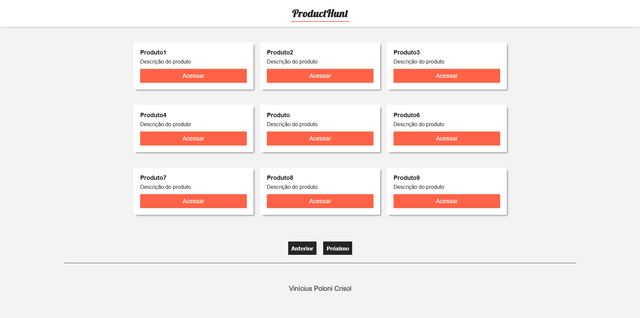 ProductHunt
Produto1
Descrição do produto
Acessar
Produto2
Descrição do produto
Acessar
Produto3
Descrição do produto
Acessar
Produto4
Descrição do produto
Acessar
Produto
Descrição do produto
Acessar
Produto6
Descrição do produto
Acessar
Produto7
Descrição do produto
Acessar
Produto8
Descrição do produto
Acessar
Produto9
Descrição do produto
Acessar
Anterior
Próximo
Vinícius Poloni Crisol